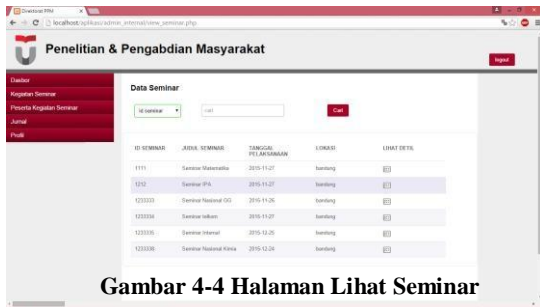 Direktorat PPM
localhost/aplikasi/admin_internal/view_seminar.php
Penelitian & Pengabdian Masyarakat
logout
Dasbor
Kegiatan Seminar
Peserta Kegiatan Seminar
Jurnal
Profil
Data Seminar
id seminar cari Cari
ID SEMINAR JUDUL SEMINAR TANGGAL PELAKSANAAN LOKASI LIHAT DETIL
1111 Seminar Matematika 2015-11-27 bandung
1212 Seminar IPA 2015-11-27 bandung
1233333 Seminar Nasional GG 2015-11-26 bandung
1233334 Seminar telkom 2015-11-27 bandung
1233335 Seminar Internal 2015-12-25 bandung
1233338 Seminar Nasional Kimia 2015-12-24 bandung
Gambar 4-4 Halaman Lihat Seminar